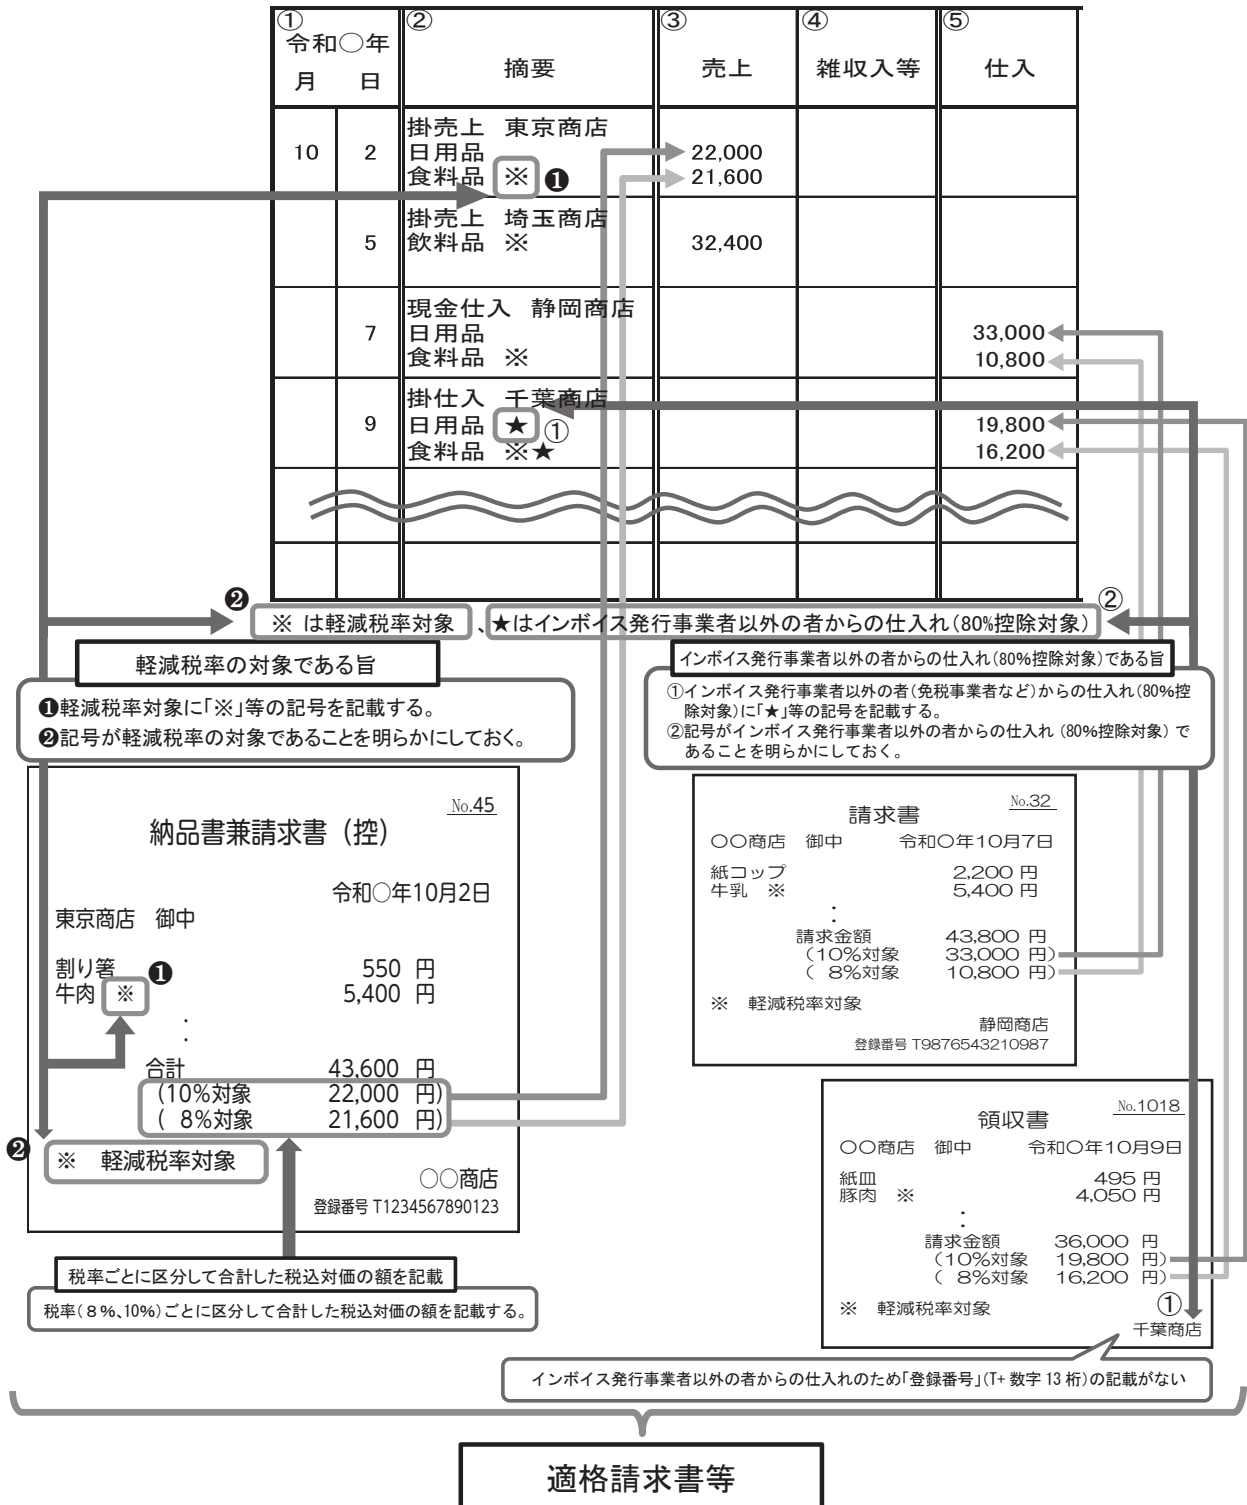 ① ② ③ ④ ⑤
令和〇年
月 日 摘要 売上 雑収入等 仕入
掛売上 東京商店
10 2 日用品 22,000
食料品 ※ ❶ 21,600
掛売上 埼玉商店
5 飲料品 ※ 32,400
現金仕入 静岡商店
7 日用品 33,000
食料品 ※ 10,800
掛仕入 千葉商店
9 日用品 ★ ① 19,800
食料品 ※★ 16,200
❷ ②
※ は軽減税率対象 、★はインボイス発行事業者以外の者からの仕入れ(80%控除対象)
軽減税率の対象である旨
❶軽減税率対象に「※」等の記号を記載する。
❷記号が軽減税率の対象であることを明らかにしておく。
インボイス発行事業者以外の者からの仕入れ(80%控除対象)である旨
①インボイス発行事業者以外の者(免税事業者など)からの仕入れ(80%控
除対象)に「★」等の記号を記載する。
②記号がインボイス発行事業者以外の者からの仕入れ(80%控除対象)で
あることを明らかにしておく。
No.45
納品書兼請求書(控)
令和〇年10月2日
東京商店 御中
割り箸 550 円
牛肉 ※ ❶ 5,400 円
:
合計 43,600 円
(10%対象 22,000 円)
( 8%対象 21,600 円)
❷ ※ 軽減税率対象
〇〇商店
登録番号 T1234567890123
税率ごとに区分して合計した税込対価の額を記載
税率(8%、10%)ごとに区分して合計した税込対価の額を記載する。
No.32
請求書
〇〇商店 御中 令和〇年10月7日
紙コップ 2,200 円
牛乳 ※ 5,400 円
:
請求金額 43,800 円
(10%対象 33,000 円)
( 8%対象 10,800 円)
※ 軽減税率対象
静岡商店
登録番号 T9876543210987
No.1018
領収書
〇〇商店 御中 令和〇年10月9日
紙皿 495 円
豚肉 ※ 4,050 円
:
請求金額 36,000 円
(10%対象 19,800 円)
( 8%対象 16,200 円)
※ 軽減税率対象 ①
千葉商店
インボイス発行事業者以外の者からの仕入れのため「登録番号」(T+ 数字 13 桁)の記載がない
適格請求書等